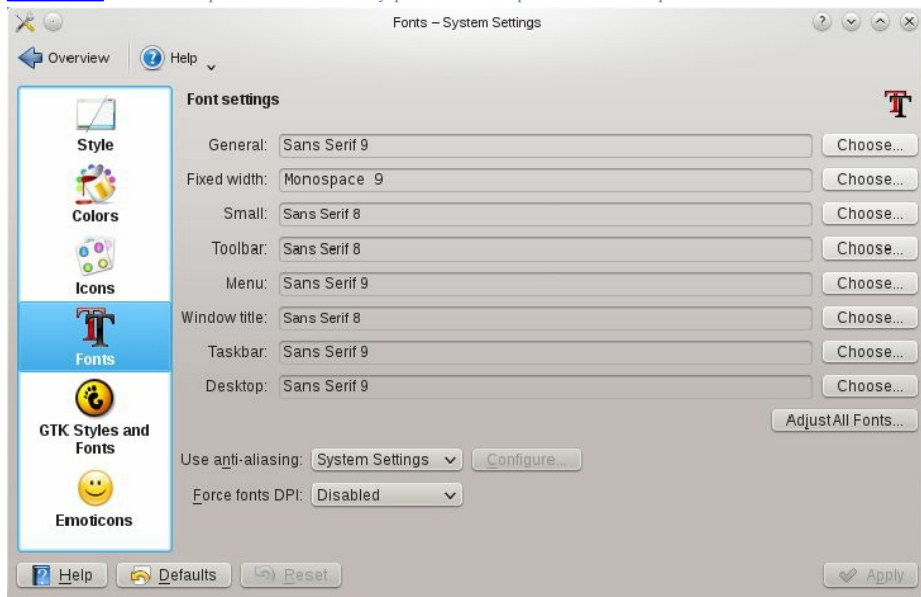 Fonts – System Settings
Overview
Help
Font settings
Style
Colors
Icons
Fonts
GTK Styles and
Fonts
Emoticons
General: Sans Serif 9 Choose...
Fixed width: Monospace 9 Choose...
Small: Sans Serif 8 Choose...
Toolbar: Sans Serif 8 Choose...
Menu: Sans Serif 9 Choose...
Window title: Sans Serif 8 Choose...
Taskbar: Sans Serif 9 Choose...
Desktop: Sans Serif 9 Choose...
Adjust All Fonts...
Use anti-aliasing: System Settings Configure...
Force fonts DPI: Disabled
Help Defaults Reset Apply